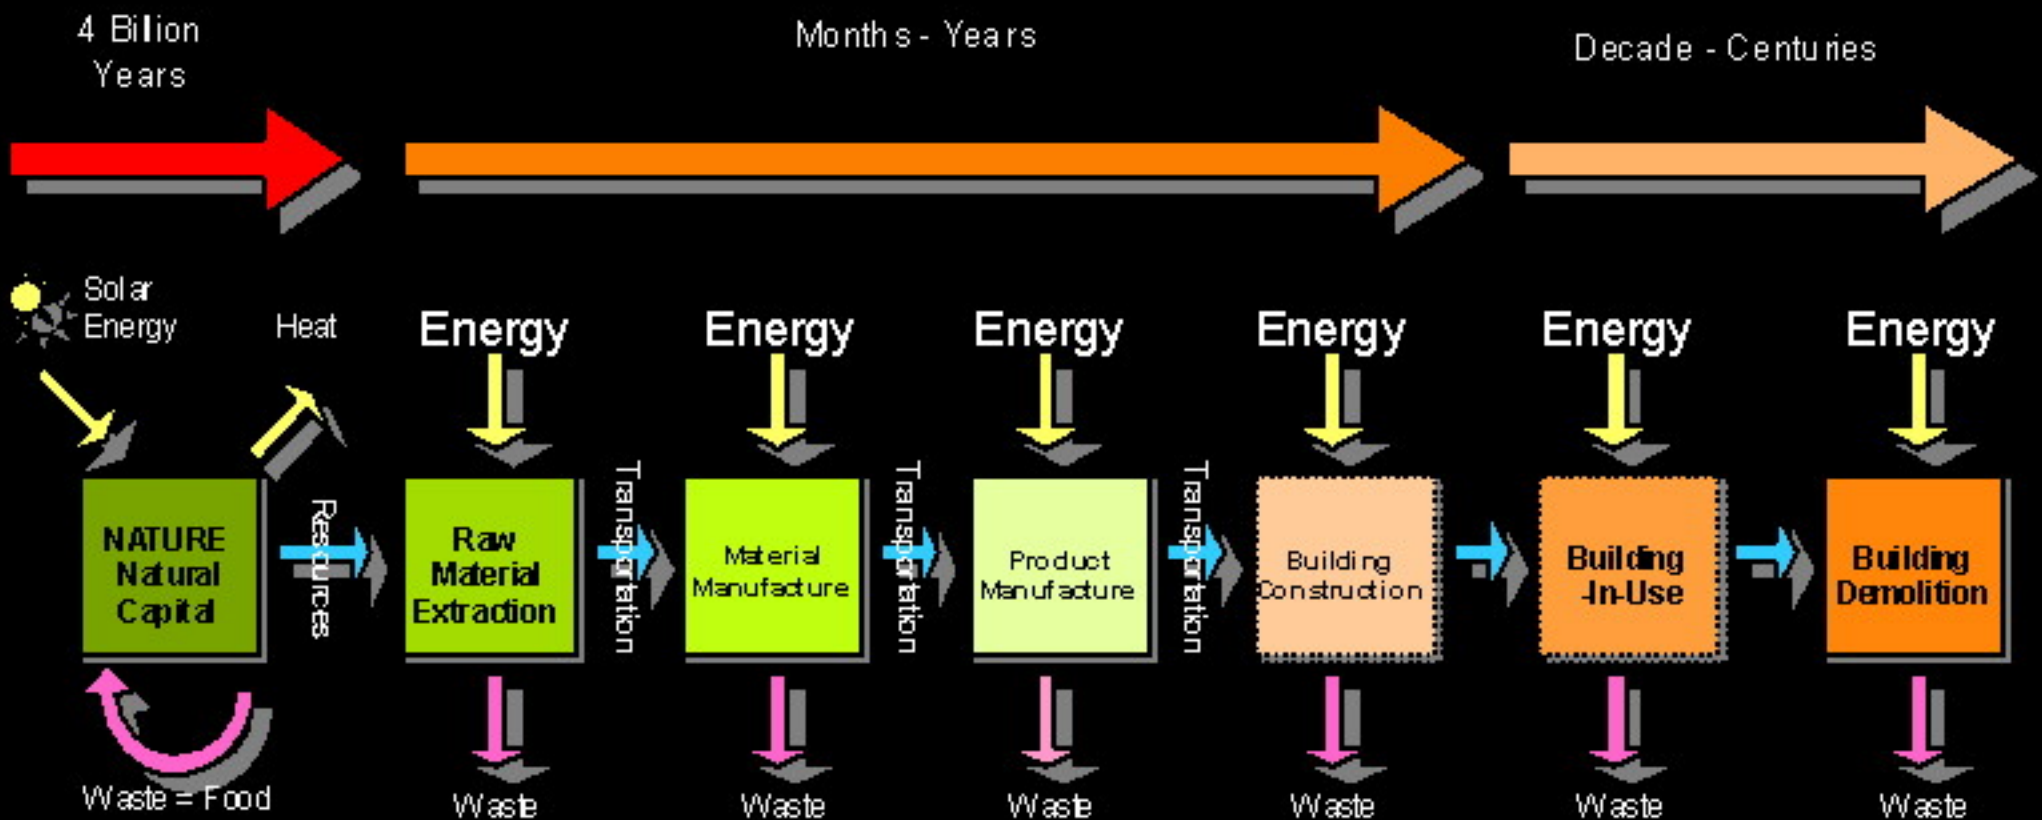 4 Billion
Years
Months - Years
Decade - Centuries
Solar
Energy
Heat
Energy
Energy
Energy
Energy
Energy
Energy
NATURE
Natural
Capital
Resources
Raw
Material
Extraction
Transportation
Material
Manufacture
Transportation
Product
Manufacture
Transportation
Building
Construction
Building
-In-Use
Building
Demolition
Waste = Food
Waste
Waste
Waste
Waste
Waste
Waste